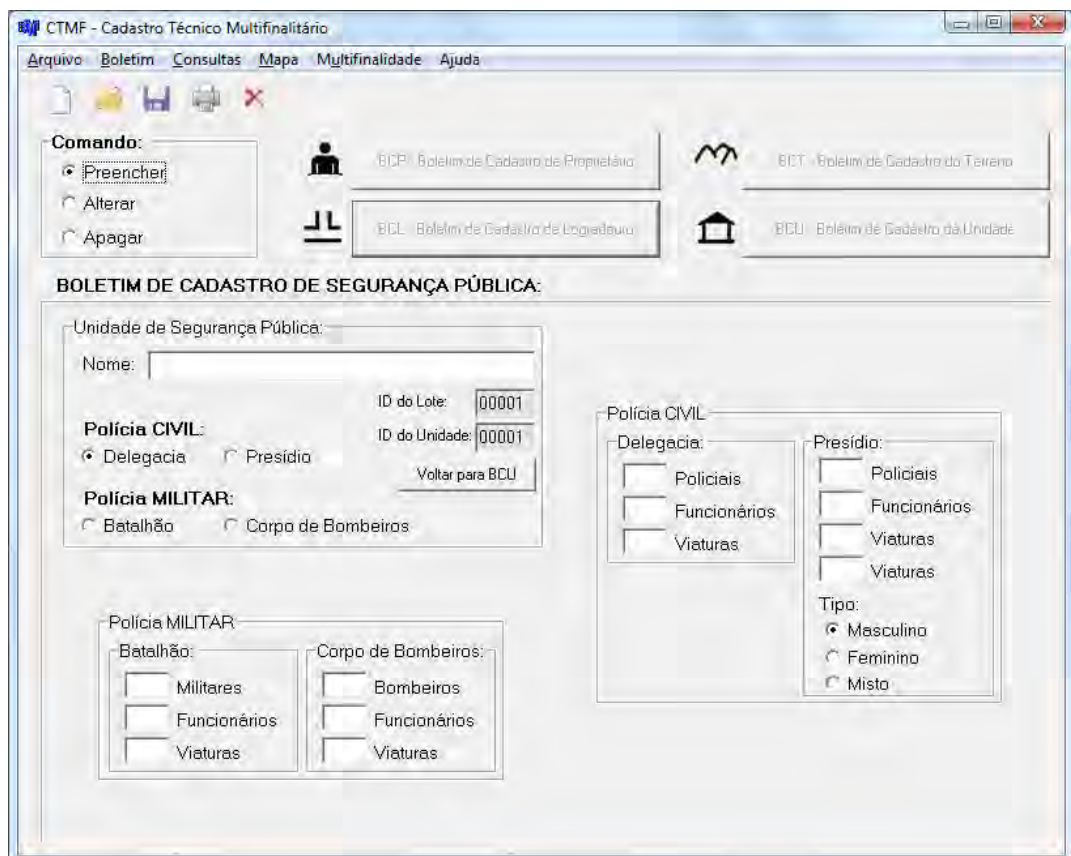 CTMF - Cadastro Técnico Multifinalitário
Arquivo Boletim Consultas Mapa Multifinalidade Ajuda
Comando:
Preencher
Alterar
Apagar
BCP - Boletim de Cadastro de Proprietário
BCT - Boletim de Cadastro do Terreno
BCL - Boletim de Cadastro de Logradouro
BCU - Boletim de Cadastro da Unidade
BOLETIM DE CADASTRO DE SEGURANÇA PÚBLICA:
Unidade de Segurança Pública:
Nome:
ID do Lote: 00001
ID do Unidade: 00001
Voltar para BCU
Polícia CIVIL:
Delegacia Presídio
Polícia MILITAR:
Batalhão Corpo de Bombeiros
Polícia CIVIL
Delegacia:
Policiais
Funcionários
Viaturas
Presídio:
Policiais
Funcionários
Viaturas
Viaturas
Tipo:
Masculino
Feminino
Misto
Polícia MILITAR
Batalhão:
Militares
Funcionários
Viaturas
Corpo de Bombeiros:
Bombeiros
Funcionários
Viaturas